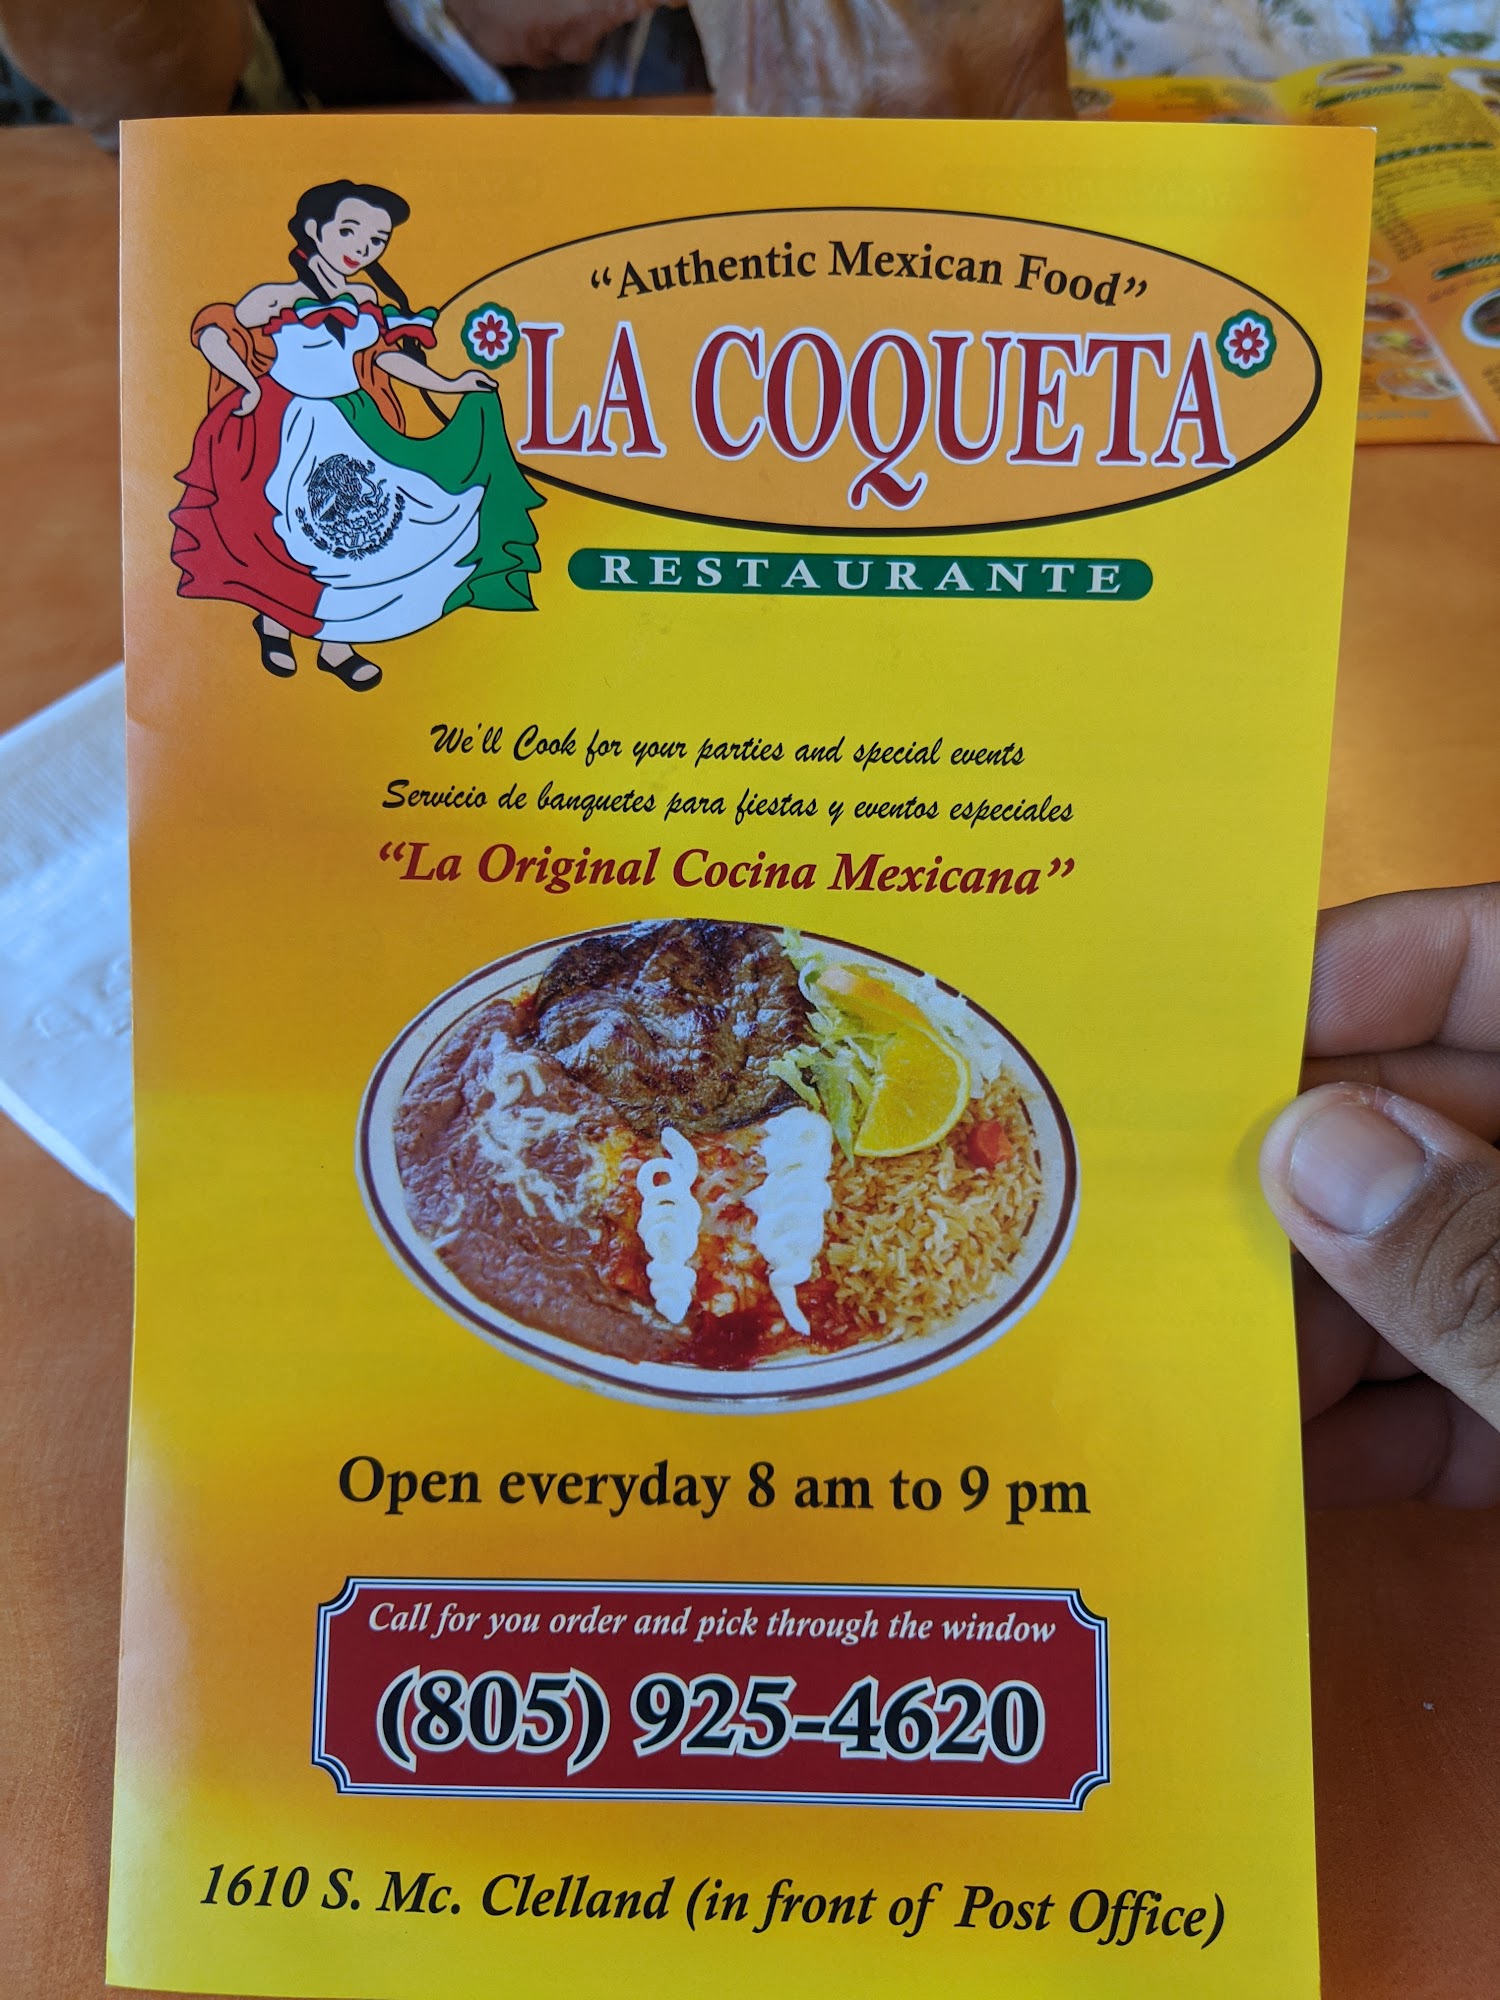 “Authentic Mexican Food”
LA COQUETA
RESTAURANTE
We'll Cook for your parties and special events
Servicio de banquetes para fiestas y eventos especiales
“La Original Cocina Mexicana”
Open everyday 8 am to 9 pm
Call for you order and pick through the window
(805) 925-4620
1610 S. Mc. Clelland (in front of Post Office)